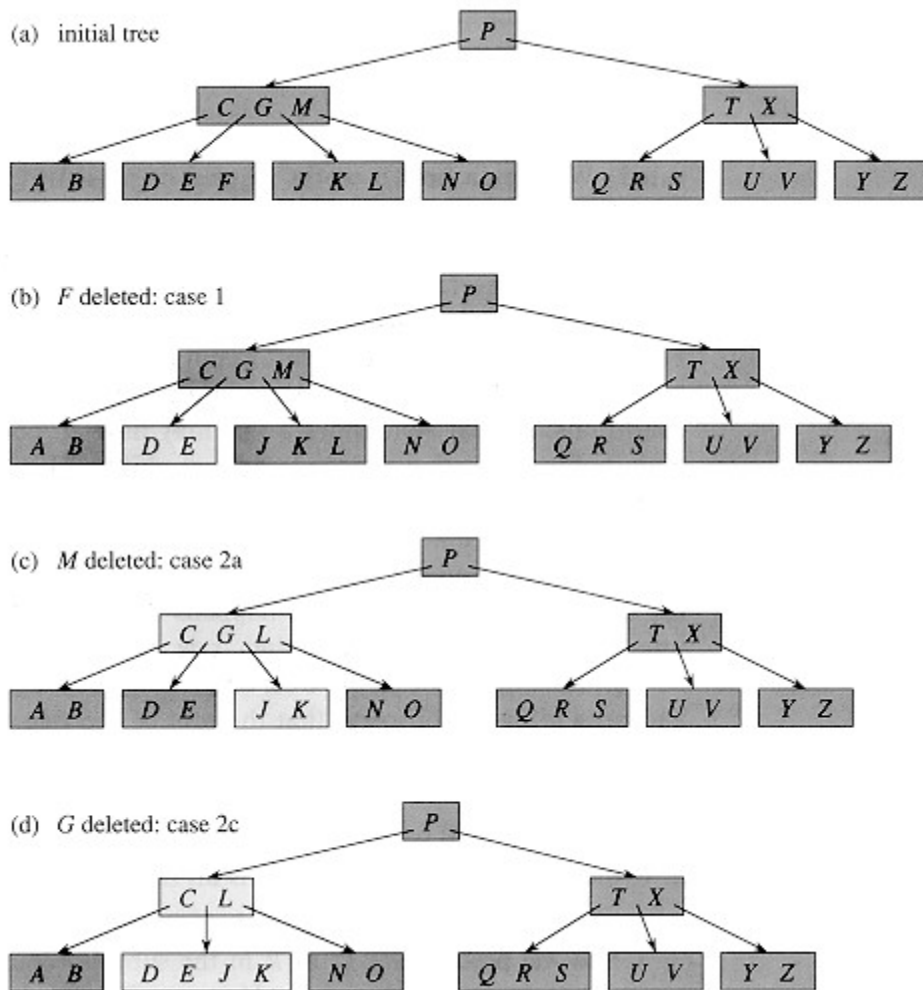 (a) initial tree
P
C G M T X
A B D E F J K L N O Q R S U V Y Z
(b) F deleted: case 1
P
C G M T X
A B D E J K L N O Q R S U V Y Z
(c) M deleted: case 2a
P
C G L T X
A B D E J K N O Q R S U V Y Z
(d) G deleted: case 2c
P
C L T X
A B D E J K N O Q R S U V Y Z